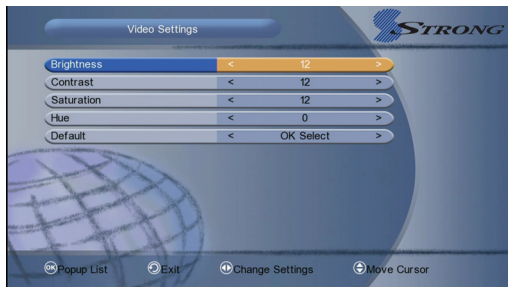 Video Settings
STRONG
Brightness < 12 >
Contrast < 12 >
Saturation < 12 >
Hue < 0 >
Default < OK Select >
OK Popup List Exit Change Settings Move Cursor